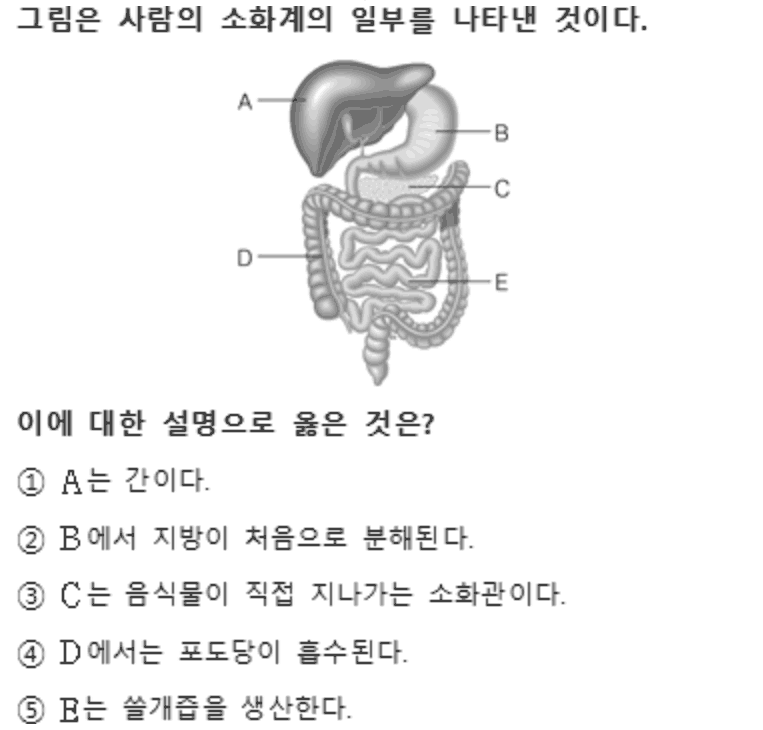 그림은 사람의 소화계의 일부를 나타낸 것이다.
A
B
C
D
E
이에 대한 설명으로 옳은 것은?
① A는 간이다.
② B에서 지방이 처음으로 분해된다.
③ C는 음식물이 직접 지나가는 소화관이다.
④ D에서는 포도당이 흡수된다.
⑤ E는 쓸개즙을 생산한다.